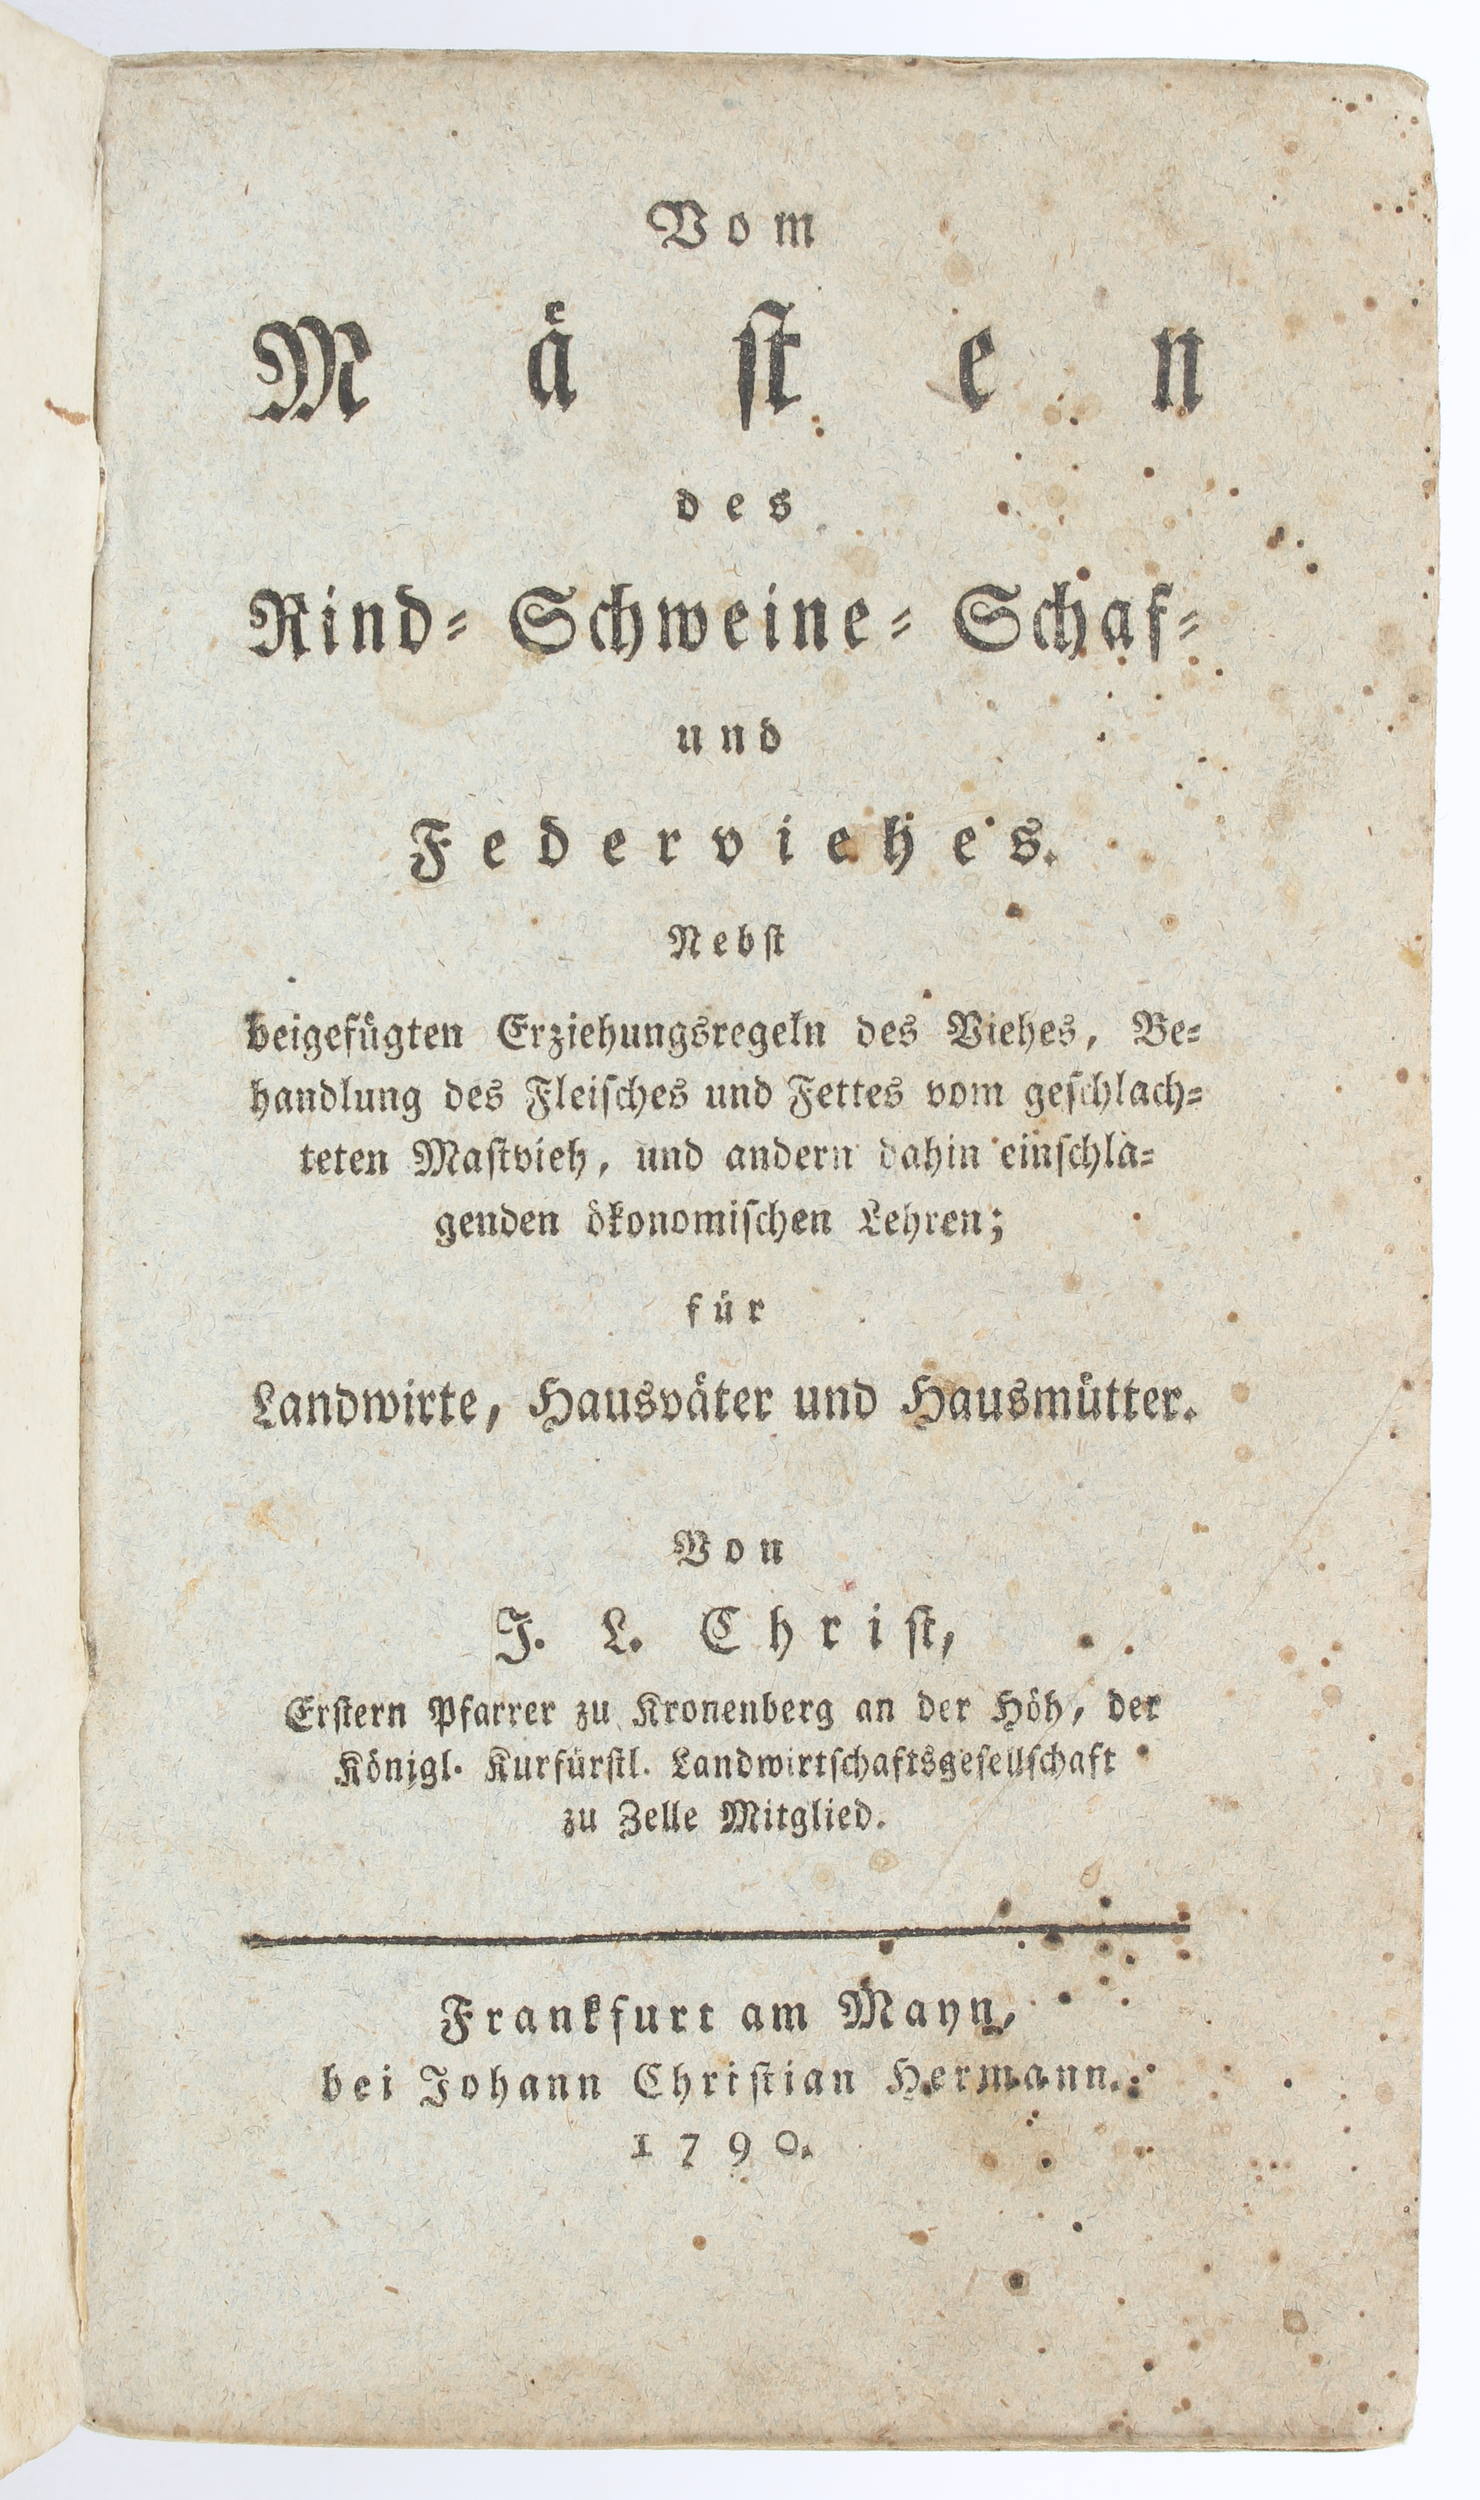 Vom
Mäſten
des
Rind⸗ Schweine⸗ Schaf⸗
und
Federviehes.
Nebſt
beigefügten Erziehungsregeln des Viehes, Be⸗
handlung des Fleiſches und Fettes vom geſchlach⸗
teten Maſtvieh, und andern dahin einſchla⸗
genden ökonomiſchen Lehren;
für
Landwirte, Hausväter und Hausmütter.
Von
J. L. Chriſt,
Erſtern Pfarrer zu Kronenberg an der Höh, der
Königl. Kurfürſtl. Landwirtſchaftsgeſellſchaft
zu Zelle Mitglied.
Frankfurt am Mayn,
bei Johann Chriſtian Hermann.
1790.